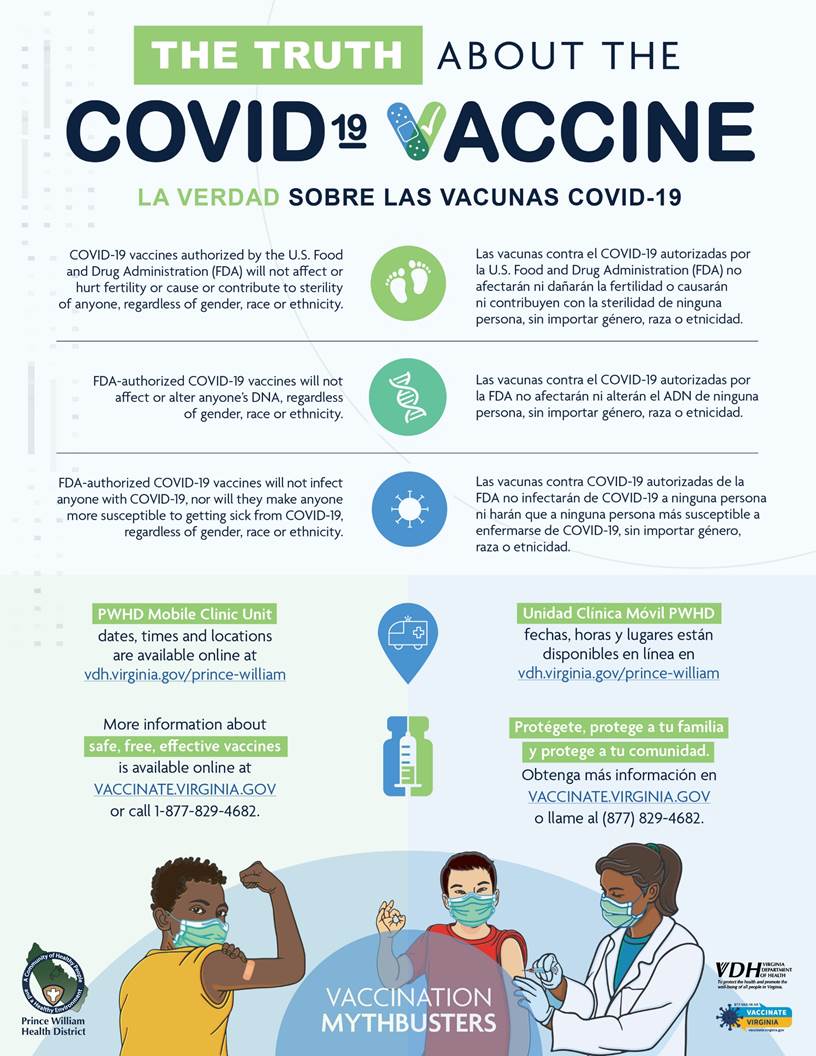 THE TRUTH ABOUT THE
COVID19 VACCINE
LA VERDAD SOBRE LAS VACUNAS COVID-19
COVID-19 vaccines authorized by the U.S. Food
and Drug Administration (FDA) will not affect or
hurt fertility or cause or contribute to sterility
of anyone, regardless of gender, race or ethnicity.
Las vacunas contra el COVID-19 autorizadas por
la U.S. Food and Drug Administration (FDA) no
afectarán ni dañarán la fertilidad o causarán
ni contribuyen con la sterilidad de ninguna
persona, sin importar género, raza o etnicidad.
FDA-authorized COVID-19 vaccines will not
affect or alter anyone's DNA, regardless
of gender, race or ethnicity.
Las vacunas contra el COVID-19 autorizadas por
la FDA no afectarán ni alterán el ADN de ninguna
persona, sin importar género, raza o etnicidad.
FDA-authorized COVID-19 vaccines will not infect
anyone with COVID-19, nor will they make anyone
more susceptible to getting sick from COVID-19,
regardless of gender, race or ethnicity.
Las vacunas contra COVID-19 autorizadas de la
FDA no infectarán de COVID-19 a ninguna persona
ni harán que a ninguna persona más susceptible a
enfermarse de COVID-19, sin importar género,
raza o etnicidad.
PWHD Mobile Clinic Unit
dates, times and locations
are available online at
vdh.virginia.gov/prince-william
Unidad Clínica Móvil PWHD
fechas, horas y lugares están
disponibles en línea en
vdh.virginia.gov/prince-william
More information about
safe, free, effective vaccines
is available online at
VACCINATE.VIRGINIA.GOV
or call 1-877-829-4682.
Protégete, protege a tu familia
y protege a tu comunidad.
Obtenga más información en
VACCINATE.VIRGINIA.GOV
o llame al (877) 829-4682.
A Community of Healthy People
in a Healthy Environment
Prince William
Health District
VACCINATION
MYTHBUSTERS
VDH VIRGINIA
DEPARTMENT
OF HEALTH
To protect the health and promote the
well-being of all people in Virginia.
VACCINATE
VIRGINIA
vaccinate.virginia.gov